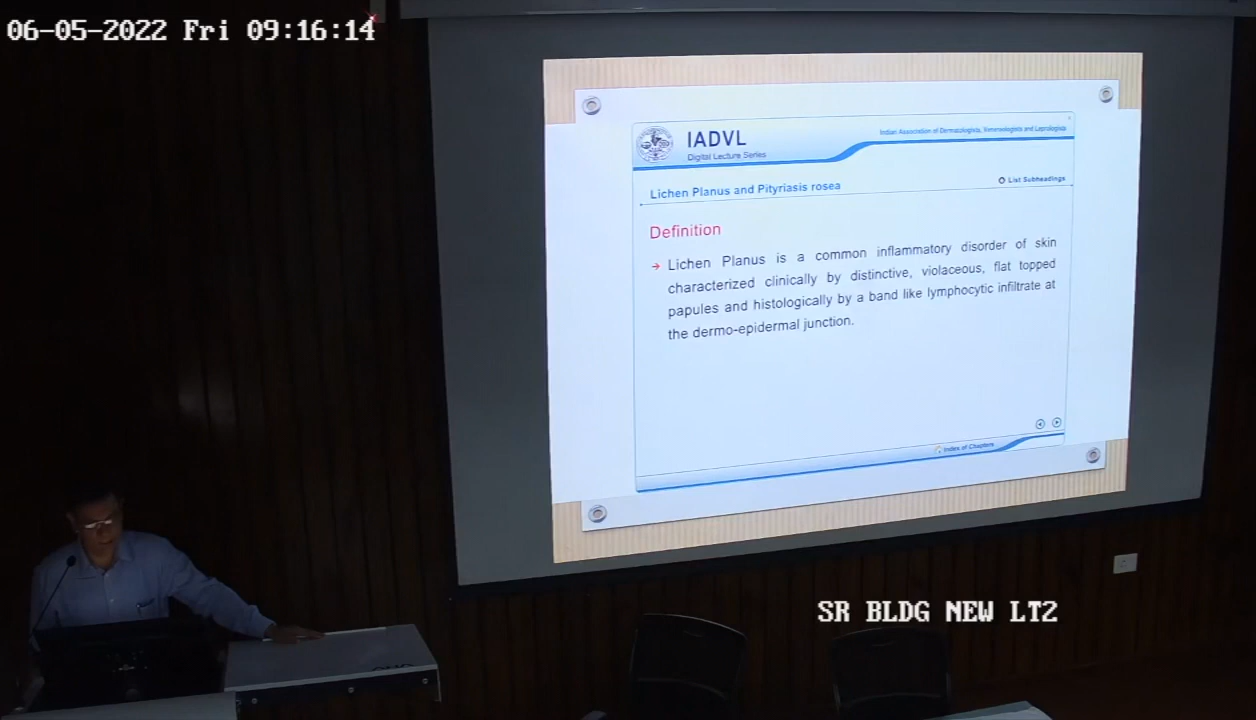 06-05-2022 Fri 09:16:14
IADVL
Digital Lecture Series
Indian Association of Dermatologists, Venereologists and Leprologists
Lichen Planus and Pityriasis rosea
List Subheadings
Definition
Lichen Planus is a common inflammatory disorder of skin
characterized clinically by distinctive, violaceous, flat topped
papules and histologically by a band like lymphocytic infiltrate at
the dermo-epidermal junction.
Index of Chapters
SR BLDG NEW LT2